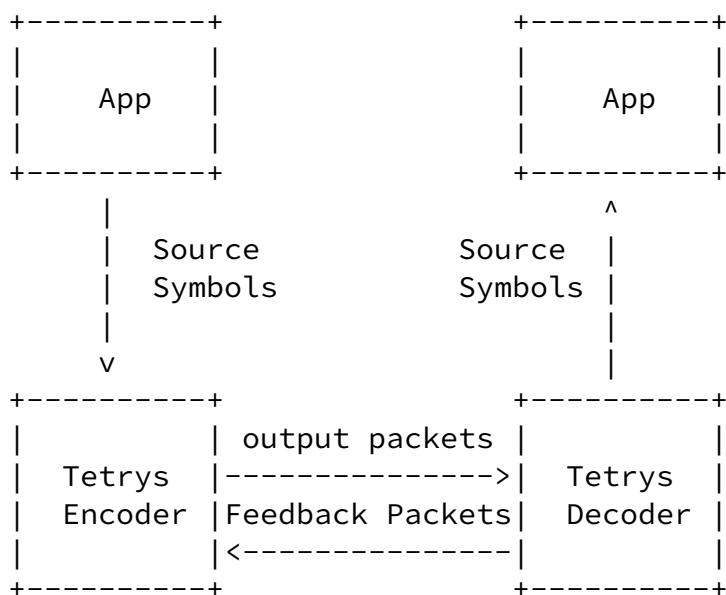 App App
Source Source
Symbols Symbols
output packets
Tetrys Tetrys
Encoder Feedback Packets Decoder